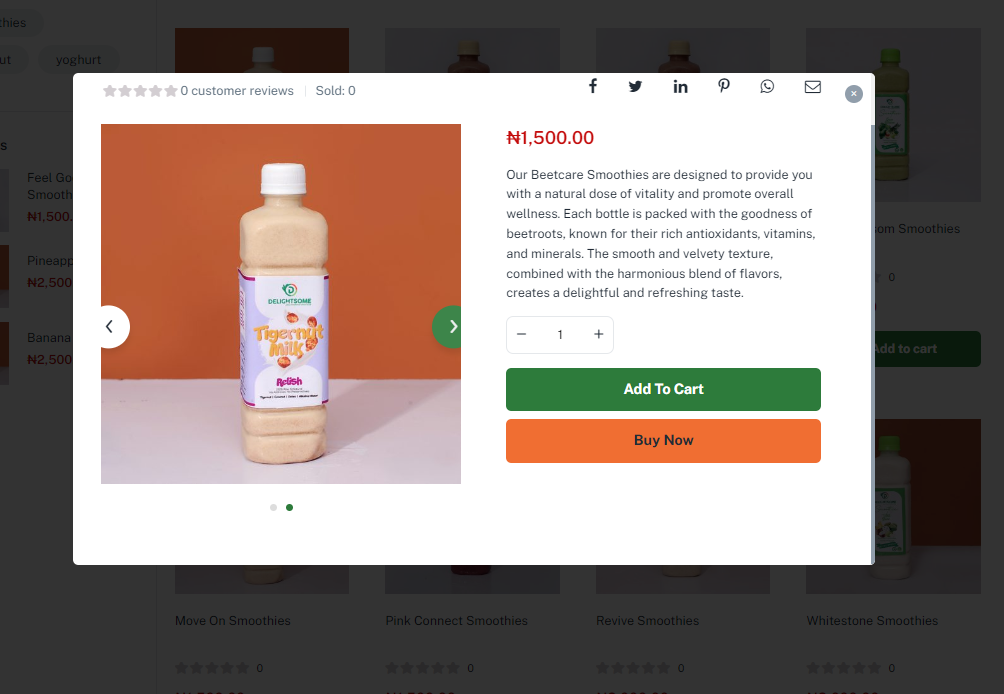 thies
ut
yoghurt
s
Feel Go
Smooth
₦1,500.
Pineapp
₦2,500
Banana
₦2,500
0 customer reviews
Sold: 0
DELIGHTSOME
Tigernut
Milk
Relish
₦1,500.00
Our Beetcare Smoothies are designed to provide you
with a natural dose of vitality and promote overall
wellness. Each bottle is packed with the goodness of
beetroots, known for their rich antioxidants, vitamins,
and minerals. The smooth and velvety texture,
combined with the harmonious blend of flavors,
creates a delightful and refreshing taste.
− 1 +
Add To Cart
Buy Now
om Smoothies
0
Add to cart
Move On Smoothies
Pink Connect Smoothies
Revive Smoothies
Whitestone Smoothies
0
0
0
0